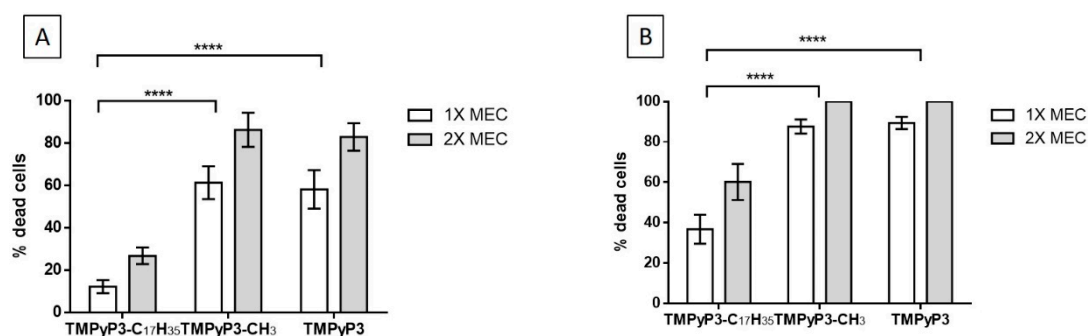 A
****
****
% dead cells
100
80
60
40
20
0
TMPyP3-C₁₇H₃₅ TMPyP3-CH₃ TMPyP3
1X MEC
2X MEC
B
****
****
% dead cells
100
80
60
40
20
0
TMPyP3-C₁₇H₃₅ TMPyP3-CH₃ TMPyP3
1X MEC
2X MEC